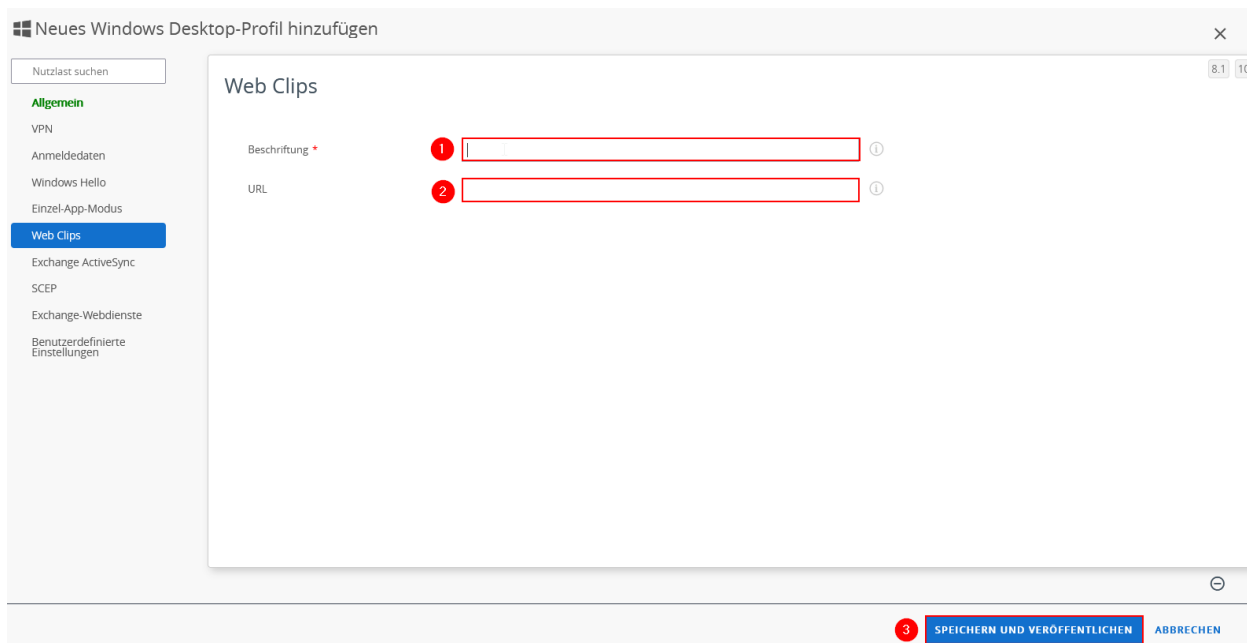 Neues Windows Desktop-Profil hinzufügen
Nutzlast suchen
Allgemein
VPN
Anmeldedaten
Windows Hello
Einzel-App-Modus
Web Clips
Exchange ActiveSync
SCEP
Exchange-Webdienste
Benutzerdefinierte
Einstellungen
Web Clips
8.1 10
Beschriftung * 1
URL 2
3 SPEICHERN UND VERÖFFENTLICHEN ABBRECHEN